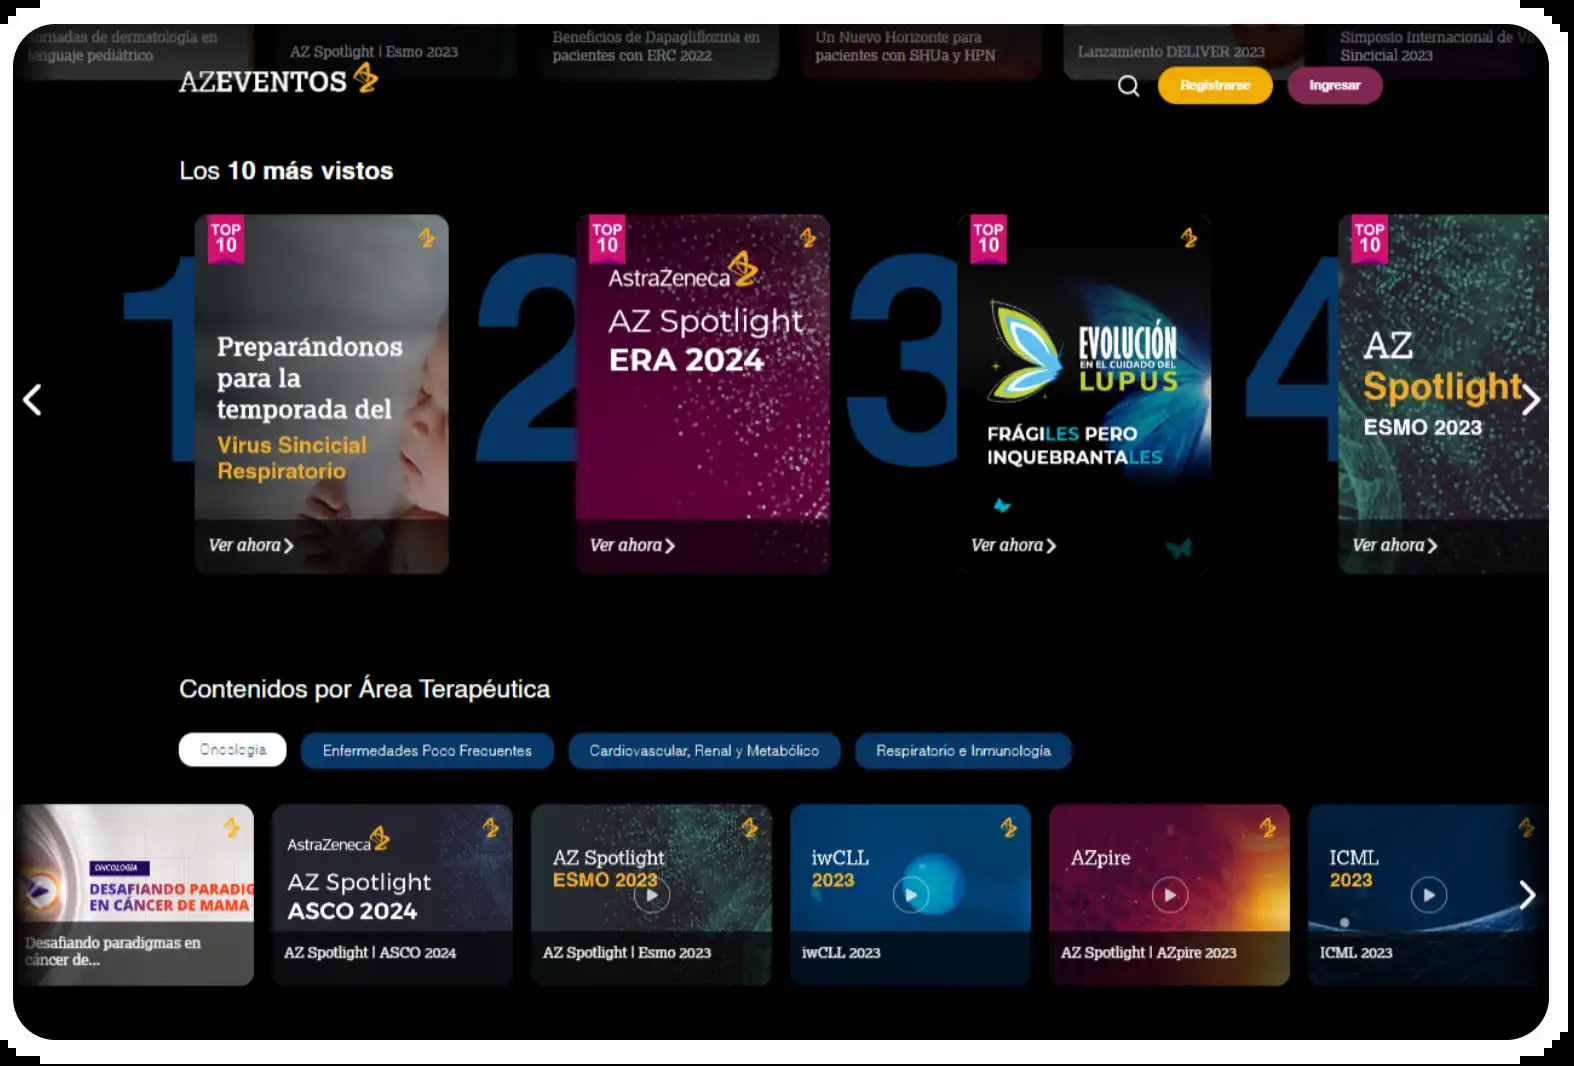 Jornadas de dermatología en
lenguaje pediátrico
AZ Spotlight | Esmo 2023
Beneficios de Dapagliflozina en
pacientes con ERC 2022
Un Nuevo Horizonte para
pacientes con SHUa y HPN
Lanzamiento DELIVER 2023
Simposio Internacional de
Sincicial 2023
AZEVENTOS
Registrarse
Ingresar
Los 10 más vistos
1
TOP
10
Preparándonos
para la
temporada del
Virus Sincicial
Respiratorio
Ver ahora
2
TOP
10
AstraZeneca
AZ Spotlight
ERA 2024
Ver ahora
3
TOP
10
EVOLUCIÓN
EN EL CUIDADO DEL
LUPUS
FRÁGILES PERO
INQUEBRANTALES
Ver ahora
4
TOP
10
AZ
Spotlight
ESMO 2023
Ver ahora
Contenidos por Área Terapéutica
Oncología
Enfermedades Poco Frecuentes
Cardiovascular, Renal y Metabólico
Respiratorio e Inmunología
ONCOLOGÍA
DESAFIANDO PARADIG
EN CÁNCER DE MAMA
Desafiando paradigmas en
cáncer de...
AstraZeneca
AZ Spotlight
ASCO 2024
AZ Spotlight | ASCO 2024
AZ Spotlight
ESMO 2023
AZ Spotlight | Esmo 2023
iwCLL
2023
iwCLL 2023
AZpire
AZ Spotlight | AZpire 2023
ICML
2023
ICML 2023